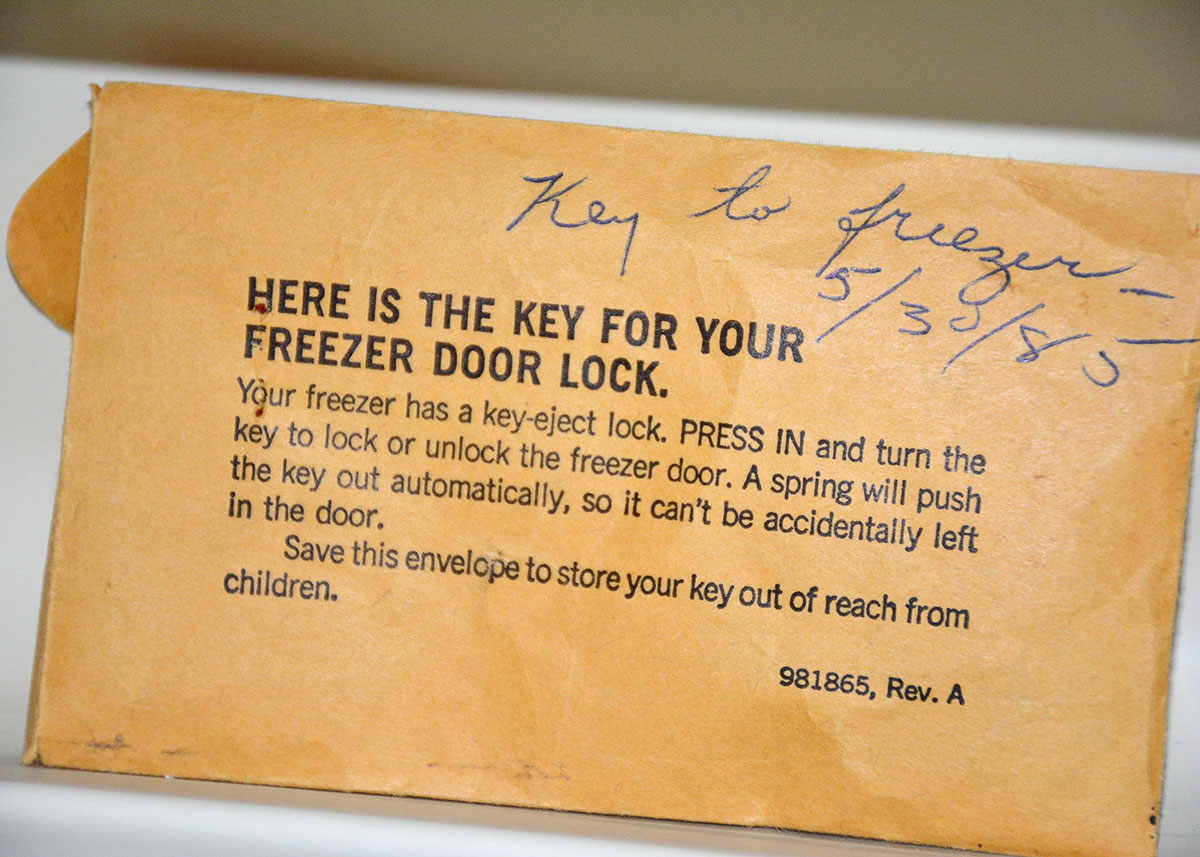 Key to freezer —
5/30/85
HERE IS THE KEY FOR YOUR
FREEZER DOOR LOCK.
Your freezer has a key-eject lock. PRESS IN and turn the
key to lock or unlock the freezer door. A spring will push
the key out automatically, so it can't be accidentally left
in the door.
Save this envelope to store your key out of reach from
children.
981865, Rev. A